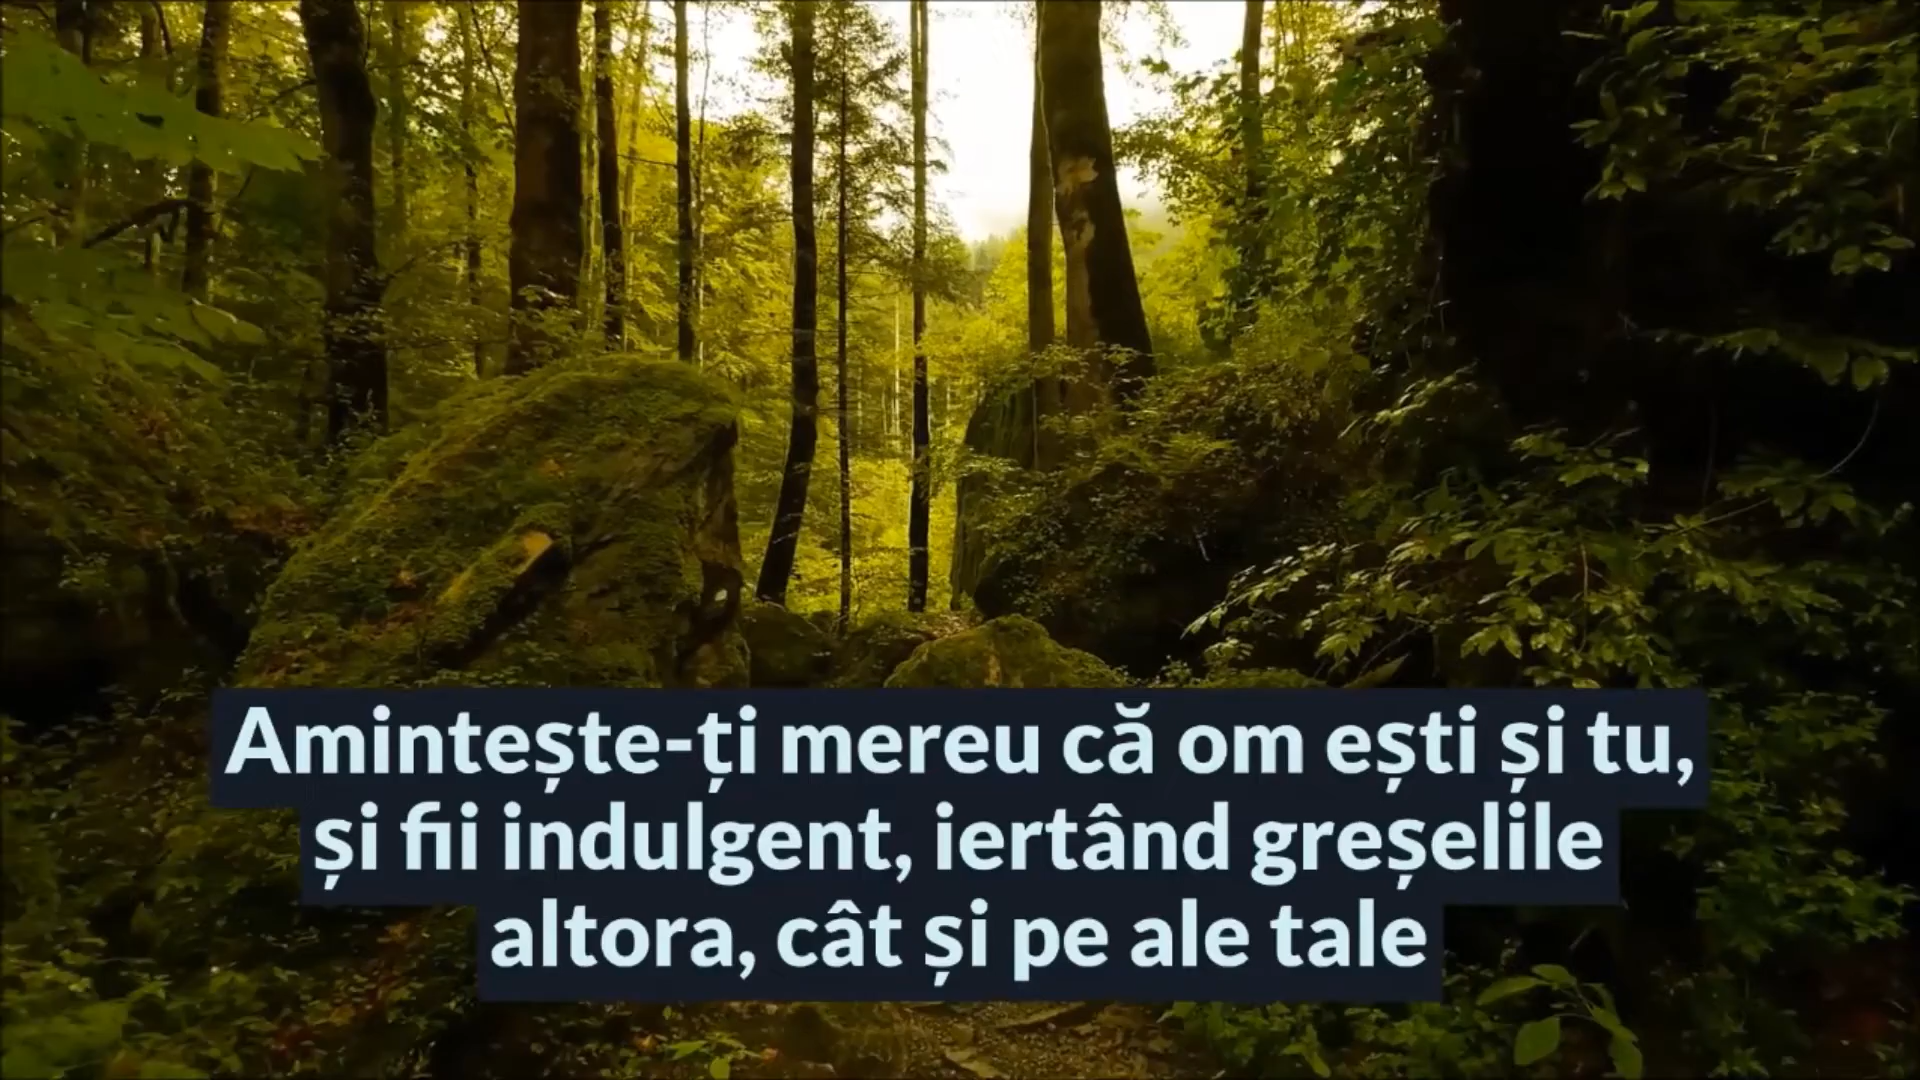 Amintește-ți mereu că om ești și tu,
și fii indulgent, iertând greșelile
altora, cât și pe ale tale